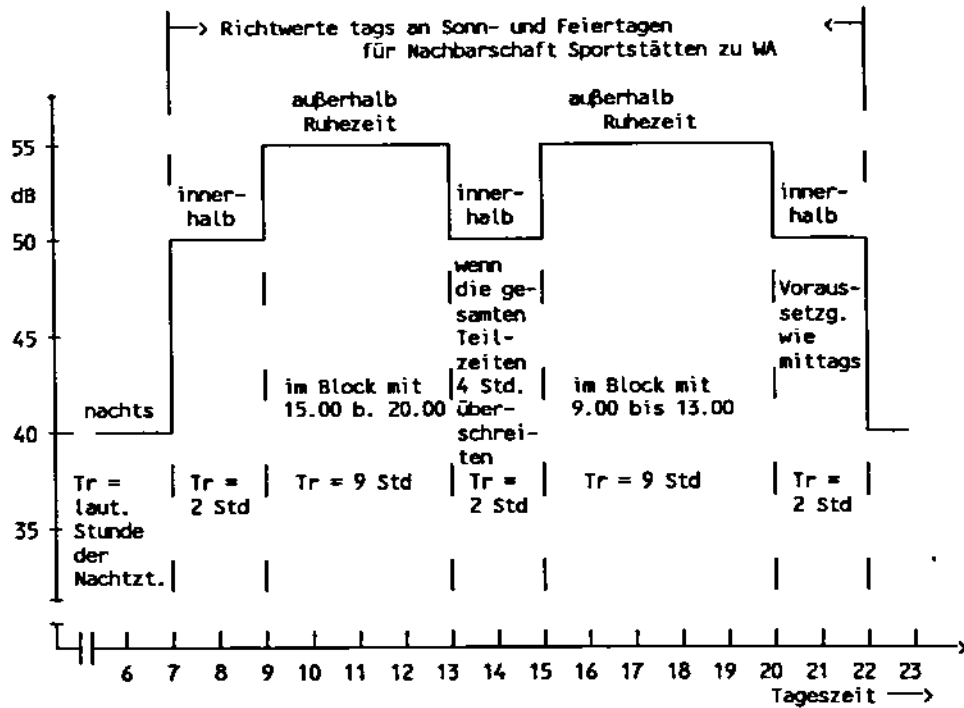 Richtwerte tags an Sonn- und Feiertagen
für Nachbarschaft Sportstätten zu WA
außerhalb
Ruhezeit
außerhalb
Ruhezeit
55
dB
inner-
halb
inner-
halb
inner-
halb
50
wenn
die ge-
samten
Teil-
zeiten
4 Std.
über-
schrei-
ten
Voraus-
setzg.
wie
mittags
45
im Block mit
15.00 b. 20.00
im Block mit
9.00 bis 13.00
nachts
40
Tr =
laut.
Stunde
der
Nachtzt.
Tr =
2 Std
Tr = 9 Std
Tr =
2 Std
Tr = 9 Std
Tr =
2 Std
35
6 7 8 9 10 11 12 13 14 15 16 17 18 19 20 21 22 23
Tageszeit